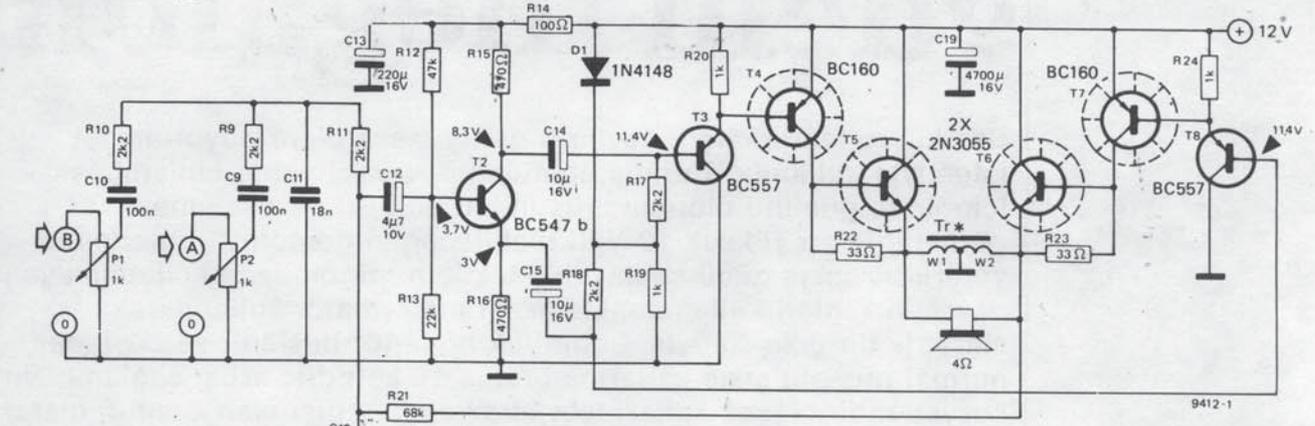 R14
100Ω
+ 12 V
C13
220µ
16V
R12
47k
R15
470Ω
D1
1N4148
R20
1k
T4
BC160
C19
4700µ
16V
BC160
T7
R24
1k
R10
2k2
R9
2k2
R11
2k2
8,3V
C14
10µ
16V
11,4V
T3
BC557
T5
2X
2N3055
T6
T8
11,4V
BC557
C10
100n
C9
100n
C11
18n
C12
4µ7
10V
T2
BC547 b
3,7V
3V
R17
2k2
R22
33Ω
Tr*
W1
W2
R23
33Ω
B
P1
1k
A
P2
1k
R13
22k
R16
470Ω
C15
10µ
16V
R18
2k2
R19
1k
0
0
4Ω
R21
68k
9412-1